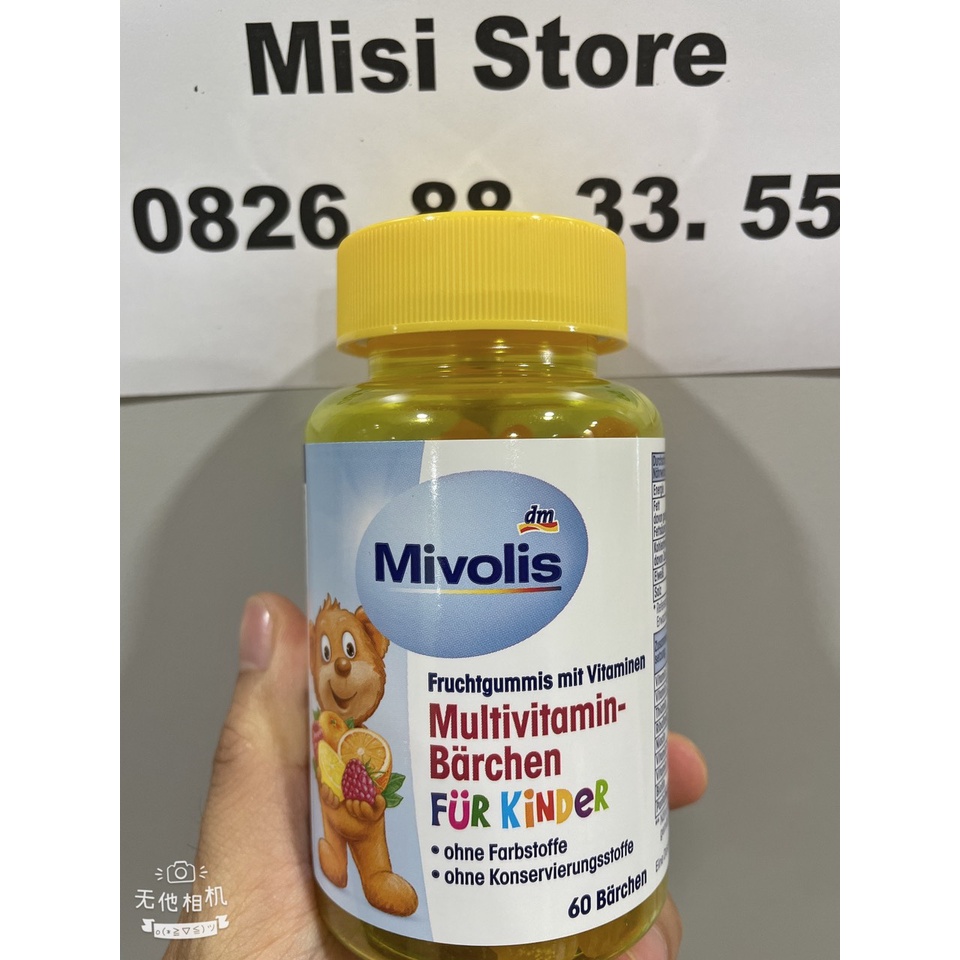 Misi Store
0826. 88. 33. 55
dm
Mivolis
Fruchtgummis mit Vitaminen
Multivitamin-
Bärchen
FÜR KiNDeR
• ohne Farbstoffe
• ohne Konservierungsstoffe
60 Bärchen
无他相机